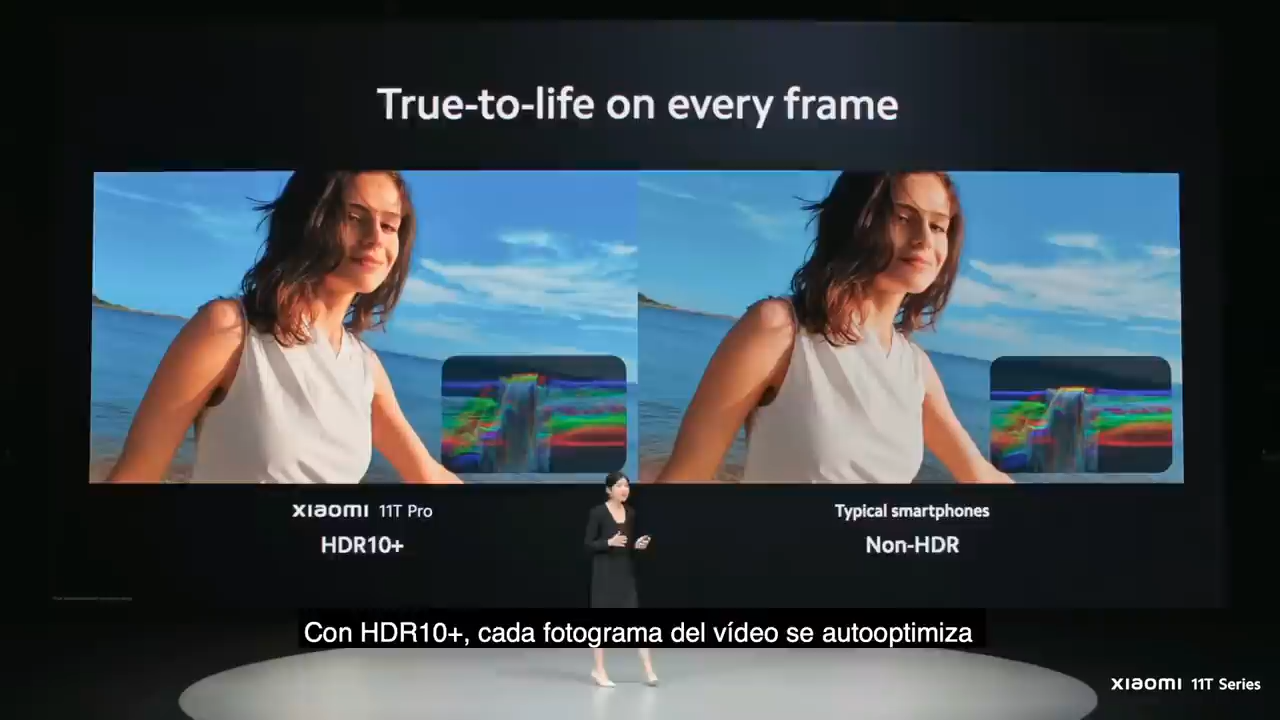 True-to-life on every frame
XIAOMI 11T Pro
HDR10+
Typical smartphones
Non-HDR
Con HDR10+, cada fotograma del vídeo se autooptimiza
XIAOMI 11T Series